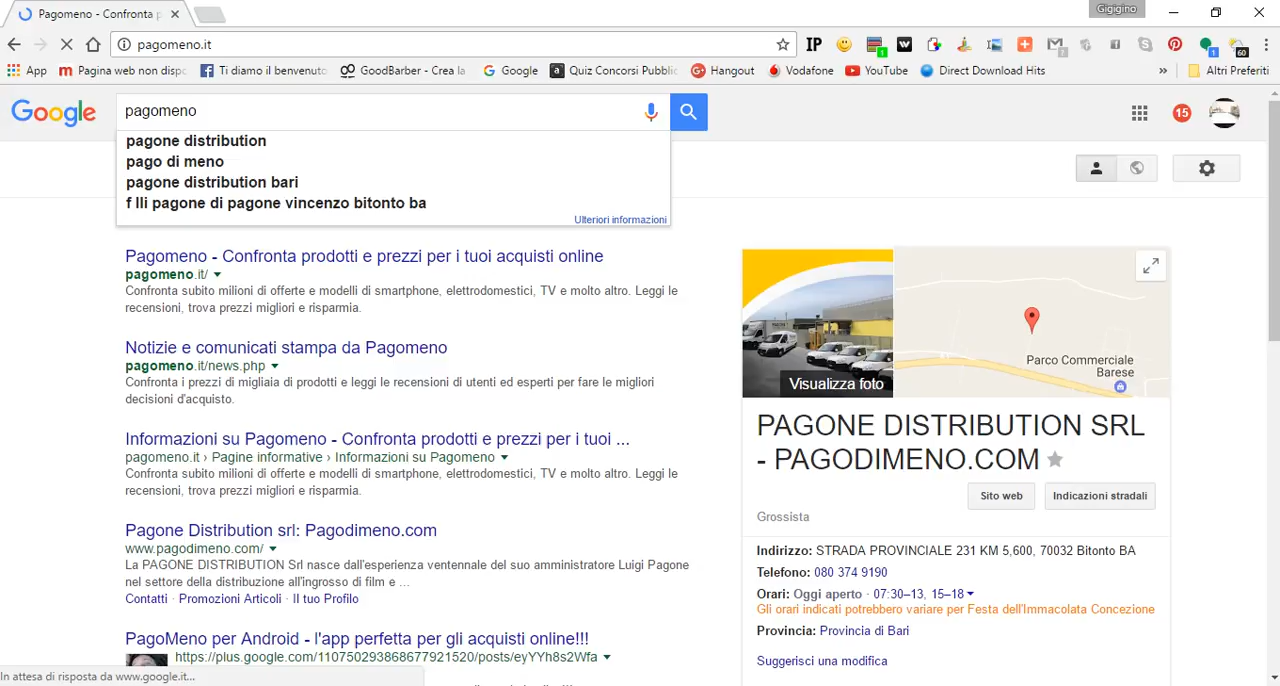 Pagomeno - Confronta p
Gigigino
pagomeno.it
IP
W
1
60
App
Pagina web non dispo
Ti diamo il benvenuto
GoodBarber - Crea la
Google
Quiz Concorsi Pubblic
Hangout
Vodafone
YouTube
Direct Download Hits
»
Altri Preferiti
Google
pagomeno
15
pagone distribution
pago di meno
pagone distribution bari
f lli pagone di pagone vincenzo bitonto ba
Ulteriori informazioni
Pagomeno - Confronta prodotti e prezzi per i tuoi acquisti online
pagomeno.it/
Confronta subito milioni di offerte e modelli di smartphone, elettrodomestici, TV e molto altro. Leggi le
recensioni, trova prezzi migliori e risparmia.
Notizie e comunicati stampa da Pagomeno
pagomeno.it/news.php
Confronta i prezzi di migliaia di prodotti e leggi le recensioni di utenti ed esperti per fare le migliori
decisioni d'acquisto.
Informazioni su Pagomeno - Confronta prodotti e prezzi per i tuoi ...
pagomeno.it › Pagine informative › Informazioni su Pagomeno
Confronta subito milioni di offerte e modelli di smartphone, elettrodomestici, TV e molto altro. Leggi le
recensioni, trova prezzi migliori e risparmia.
Pagone Distribution srl: Pagodimeno.com
www.pagodimeno.com/
La PAGONE DISTRIBUTION Srl nasce dall'esperienza ventennale del suo amministratore Luigi Pagone
nel settore della distribuzione all'ingrosso di film e ...
Contatti · Promozioni Articoli · Il tuo Profilo
PagoMeno per Android - l'app perfetta per gli acquisti online!!!
https://plus.google.com/110750293868677921520/posts/eyYYh8s2Wfa
In attesa di risposta da www.google.it...
Visualizza foto
Parco Commerciale
Barese
PAGONE DISTRIBUTION SRL
- PAGODIMENO.COM
Sito web
Indicazioni stradali
Grossista
Indirizzo: STRADA PROVINCIALE 231 KM 5,600, 70032 Bitonto BA
Telefono: 080 374 9190
Orari: Oggi aperto · 07:30–13, 15–18
Gli orari indicati potrebbero variare per Festa dell'Immacolata Concezione
Provincia: Provincia di Bari
Suggerisci una modifica